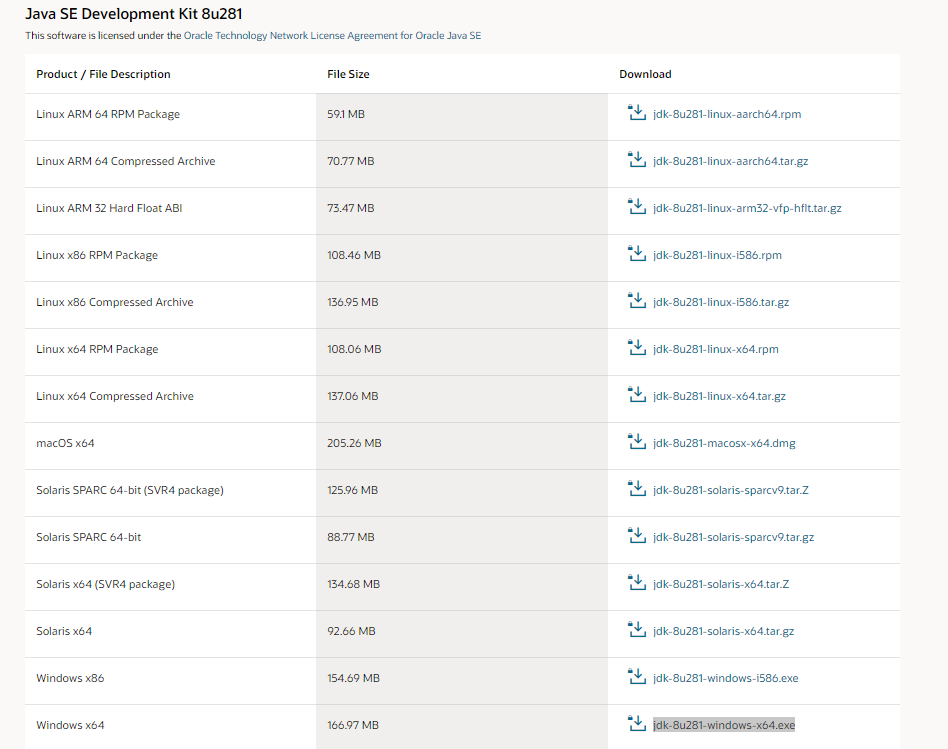 Java SE Development Kit 8u281
This software is licensed under the Oracle Technology Network License Agreement for Oracle Java SE
Product / File Description File Size Download
Linux ARM 64 RPM Package 59.1 MB jdk-8u281-linux-aarch64.rpm
Linux ARM 64 Compressed Archive 70.77 MB jdk-8u281-linux-aarch64.tar.gz
Linux ARM 32 Hard Float ABI 73.47 MB jdk-8u281-linux-arm32-vfp-hflt.tar.gz
Linux x86 RPM Package 108.46 MB jdk-8u281-linux-i586.rpm
Linux x86 Compressed Archive 136.95 MB jdk-8u281-linux-i586.tar.gz
Linux x64 RPM Package 108.06 MB jdk-8u281-linux-x64.rpm
Linux x64 Compressed Archive 137.06 MB jdk-8u281-linux-x64.tar.gz
macOS x64 205.26 MB jdk-8u281-macosx-x64.dmg
Solaris SPARC 64-bit (SVR4 package) 125.96 MB jdk-8u281-solaris-sparcv9.tar.Z
Solaris SPARC 64-bit 88.77 MB jdk-8u281-solaris-sparcv9.tar.gz
Solaris x64 (SVR4 package) 134.68 MB jdk-8u281-solaris-x64.tar.Z
Solaris x64 92.66 MB jdk-8u281-solaris-x64.tar.gz
Windows x86 154.69 MB jdk-8u281-windows-i586.exe
Windows x64 166.97 MB jdk-8u281-windows-x64.exe